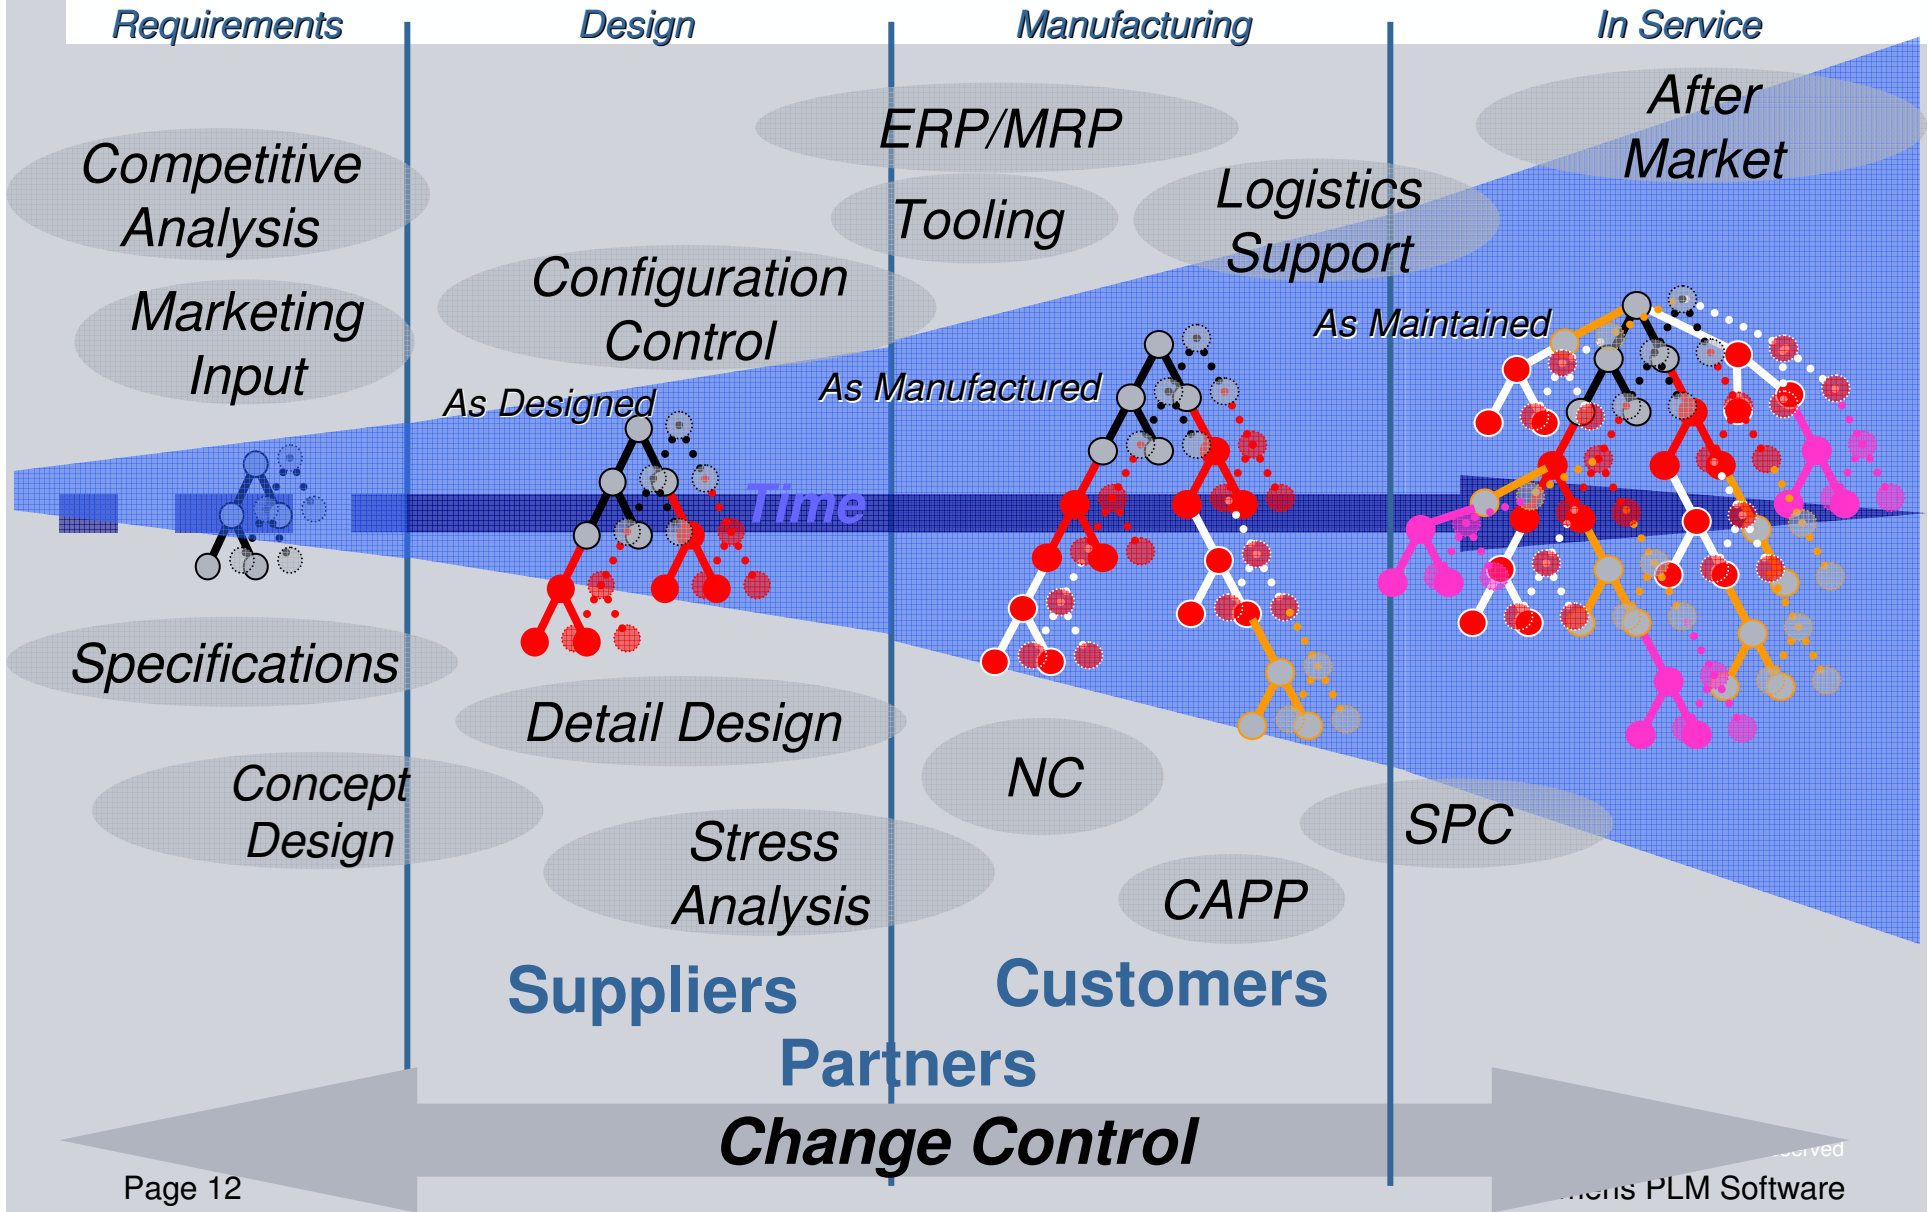 Requirements
Design
Manufacturing
In Service
Competitive
Analysis
Marketing
Input
ERP/MRP
Tooling
Configuration
Control
Logistics
Support
After
Market
As Designed
As Manufactured
As Maintained
Time
Specifications
Concept
Design
Detail Design
Stress
Analysis
NC
CAPP
SPC
Suppliers
Customers
Partners
Change Control
Page 12
PLM Software